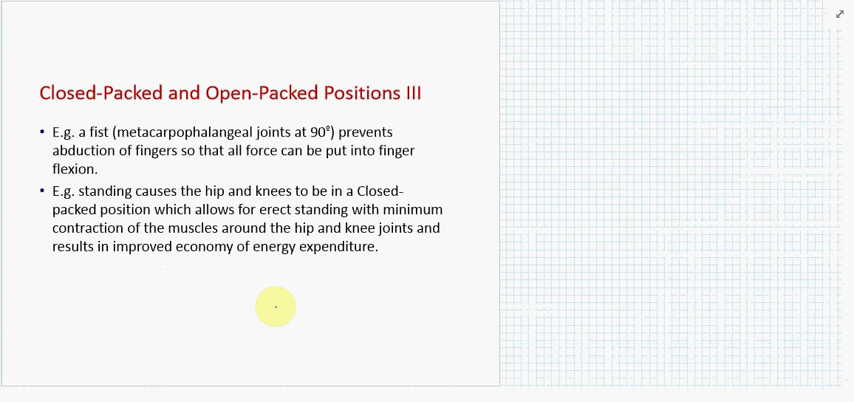 Closed-Packed and Open-Packed Positions III
• E.g. a fist (metacarpophalangeal joints at 90º) prevents
abduction of fingers so that all force can be put into finger
flexion.
• E.g. standing causes the hip and knees to be in a Closed-
packed position which allows for erect standing with minimum
contraction of the muscles around the hip and knee joints and
results in improved economy of energy expenditure.